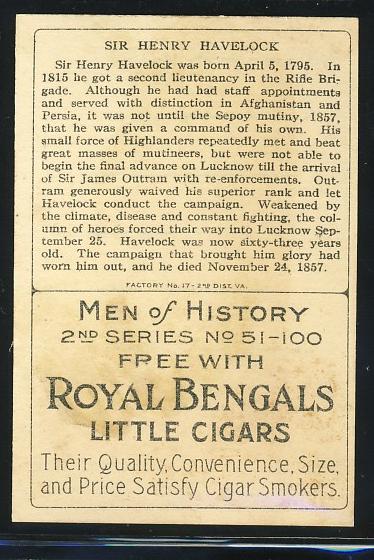 SIR HENRY HAVELOCK
Sir Henry Havelock was born April 5, 1795. In
1815 he got a second lieutenancy in the Rifle Bri-
gade. Although he had had staff appointments
and served with distinction in Afghanistan and
Persia, it was not until the Sepoy mutiny, 1857,
that he was given a command of his own. His
small force of Highlanders repeatedly met and beat
great masses of mutineers, but were not able to
begin the final advance on Lucknow till the arrival
of Sir James Outram with re-enforcements. Out-
ram generously waived his superior rank and let
Havelock conduct the campaign. Weakened by
the climate, disease and constant fighting, the col-
umn of heroes forced their way into Lucknow Sep-
tember 25. Havelock was now sixty-three years
old. The campaign that brought him glory had
worn him out, and he died November 24, 1857.
FACTORY No. 17-2ND DIST. VA.
MEN of HISTORY
2ND SERIES No 51-100
FREE WITH
ROYAL BENGALS
LITTLE CIGARS
Their Quality, Convenience, Size,
and Price Satisfy Cigar Smokers.